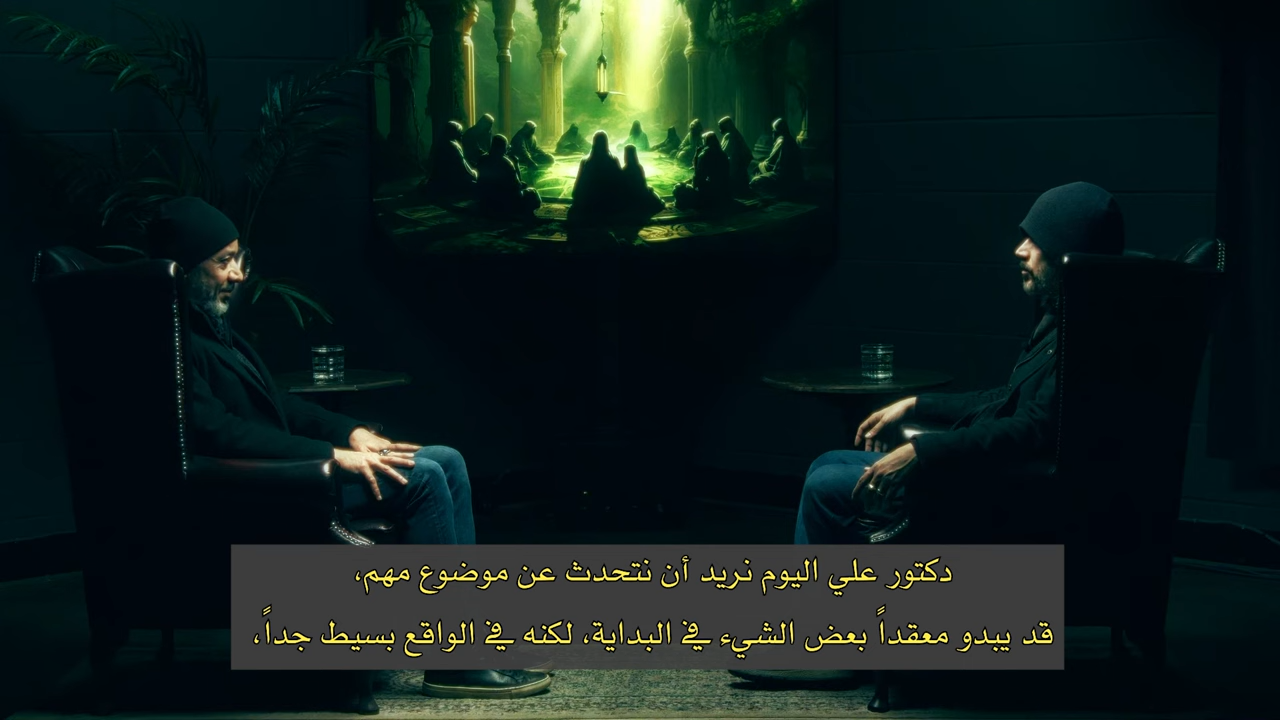 دكتور علي اليوم نريد أن نتحدث عن موضوع مهم،
قد يبدو معقداً بعض الشيء في البداية، لكنه في الواقع بسيط جداً،